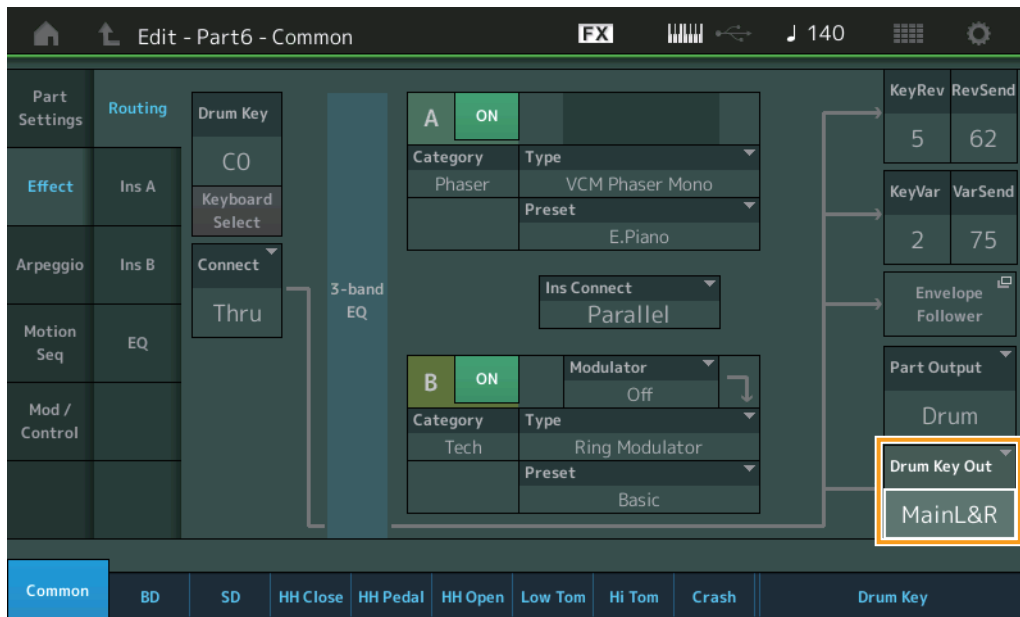 Edit - Part6 - Common
FX
140
Part
Settings
Effect
Arpeggio
Motion
Seq
Mod /
Control
Routing
Ins A
Ins B
EQ
Drum Key
C0
Keyboard
Select
Connect
Thru
3-band
EQ
A
ON
Category
Type
Phaser
VCM Phaser Mono
Preset
E.Piano
Ins Connect
Parallel
B
ON
Modulator
Off
Category
Type
Tech
Ring Modulator
Preset
Basic
KeyRev RevSend
5 62
KeyVar VarSend
2 75
Envelope
Follower
Part Output
Drum
Drum Key Out
MainL&R
Common BD SD HH Close HH Pedal HH Open Low Tom Hi Tom Crash Drum Key